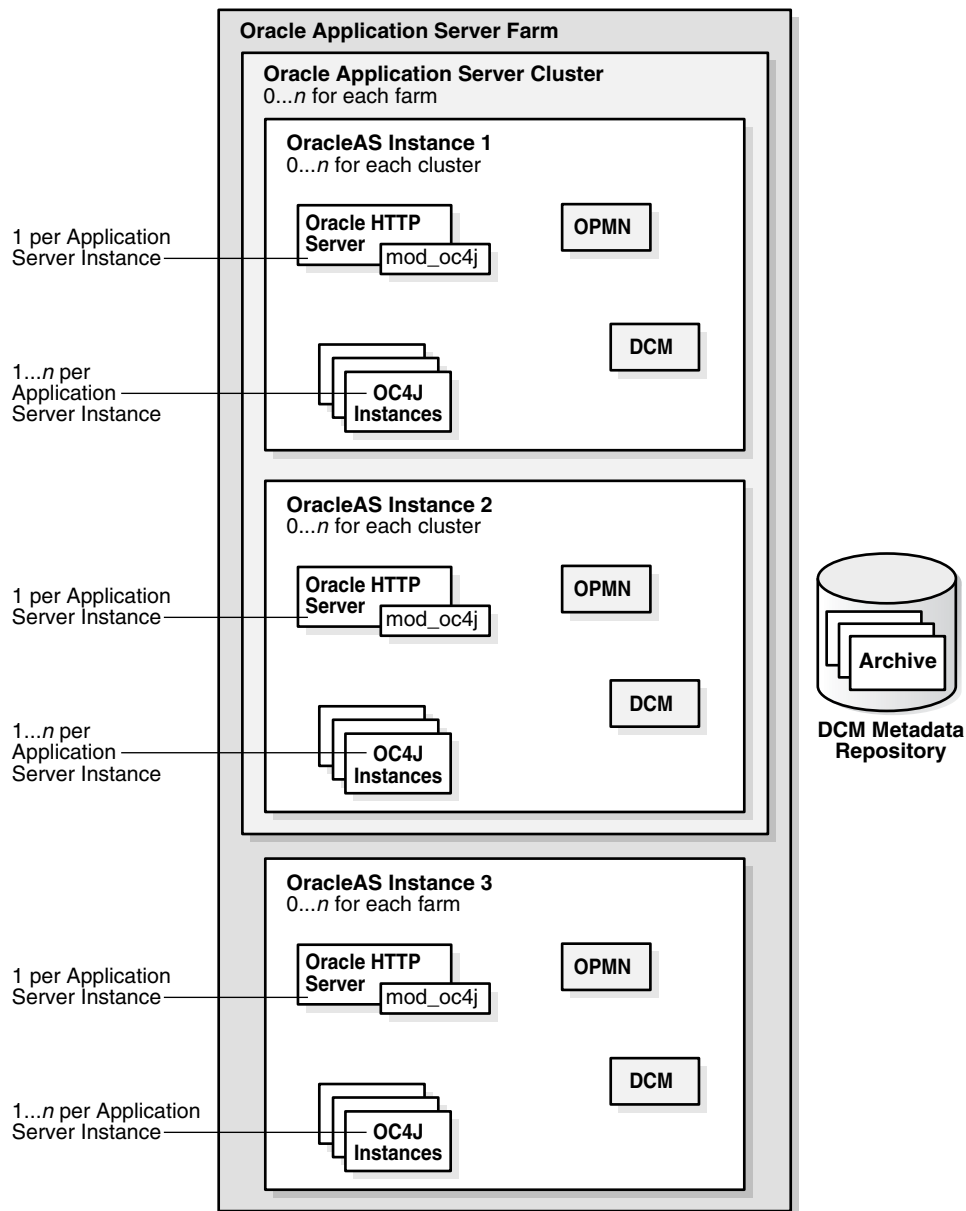 Oracle Application Server Farm
Oracle Application Server Cluster
0...n for each farm
OracleAS Instance 1
0...n for each cluster
1 per Application
Server Instance
Oracle HTTP
Server
mod_oc4j
OPMN
DCM
1...n per
Application
Server Instance
OC4J
Instances
OracleAS Instance 2
0...n for each cluster
1 per Application
Server Instance
Oracle HTTP
Server
mod_oc4j
OPMN
DCM
1...n per
Application
Server Instance
OC4J
Instances
Archive
DCM Metadata
Repository
OracleAS Instance 3
0...n for each farm
1 per Application
Server Instance
Oracle HTTP
Server
mod_oc4j
OPMN
DCM
1...n per Application
Server Instance
OC4J
Instances